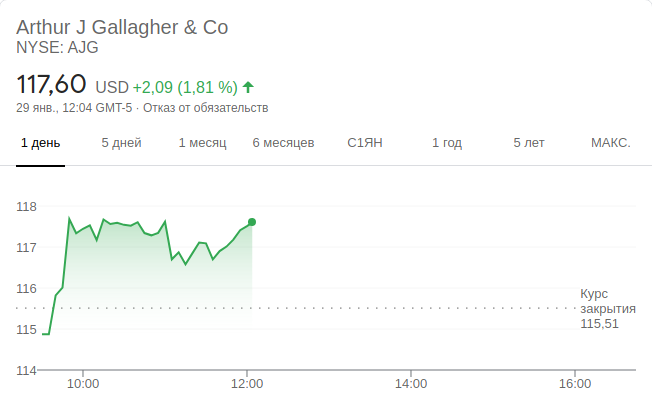 Arthur J Gallagher & Co
NYSE: AJG
117,60 USD +2,09 (1,81 %)
29 янв., 12:04 GMT-5 · Отказ от обязательств
1 день 5 дней 1 месяц 6 месяцев С1ЯН 1 год 5 лет МАКС.
118
117
116
115
114
Курс
закрытия
115,51
10:00 12:00 14:00 16:00